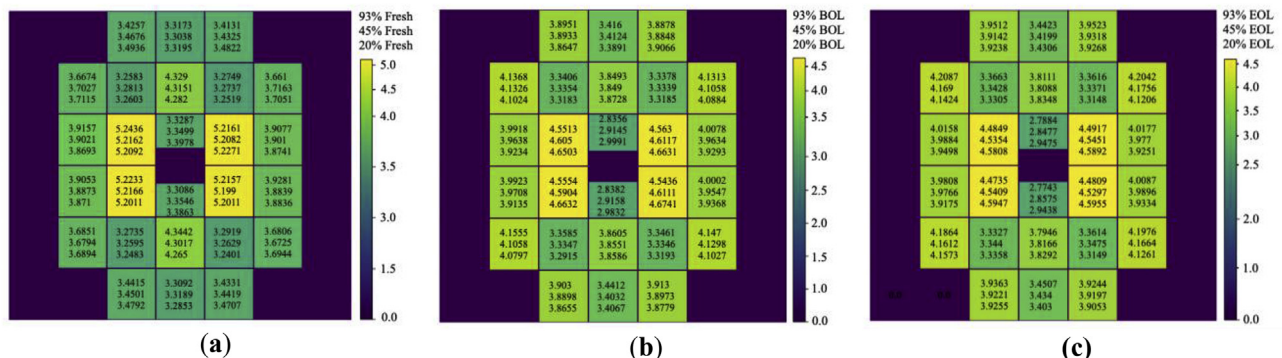 93% Fresh
45% Fresh
20% Fresh
3.4257 3.3173 3.4131
3.4676 3.3038 3.4325
3.4936 3.3195 3.4822
3.6674 3.2583 4.329 3.2749 3.661
3.7027 3.2813 4.3151 3.2737 3.7163
3.7115 3.2603 4.282 3.2519 3.7051
3.9157 5.2436 3.3287 5.2161 3.9077
3.9021 5.2162 3.3499 5.2082 3.901
3.8693 5.2092 3.3978 5.2271 3.8741
3.9053 5.2233 3.3086 5.2157 3.9281
3.8873 5.2166 3.3546 5.199 3.8839
3.871 5.2011 3.3863 5.2011 3.8836
3.6851 3.2735 4.3442 3.2919 3.6806
3.6794 3.2595 4.3017 3.2629 3.6725
3.6894 3.2483 4.265 3.2401 3.6944
3.4415 3.3092 3.4331
3.4501 3.3189 3.4419
3.4792 3.2853 3.4707
5.0
4.5
3.0
1.5
0.0
(a)
93% BOL
45% BOL
20% BOL
3.8951 3.416 3.8878
3.8933 3.4124 3.8848
3.8647 3.3891 3.9066
4.1368 3.3406 3.8493 3.3378 4.1313
4.1326 3.3354 3.849 3.3339 4.1058
4.1024 3.3183 3.8728 3.3185 4.0884
3.9918 4.5513 2.8356 4.563 4.0078
3.9638 4.605 2.9145 4.6117 3.9634
3.9234 4.6503 2.9991 4.6631 3.9293
3.9923 4.5554 2.8382 4.5436 4.0002
3.9708 4.5904 2.9158 4.6111 3.9547
3.9135 4.6632 2.9832 4.6741 3.9368
4.1555 3.3585 3.8605 3.3461 4.147
4.1058 3.3347 3.8551 3.3346 4.1298
4.0797 3.2915 3.8586 3.3193 4.1027
3.903 3.4412 3.913
3.8898 3.4032 3.8973
3.8655 3.4067 3.8779
4.5
4.0
3.5
3.0
2.5
2.0
1.0
0.0
(b)
93% EOL
45% EOL
20% EOL
3.9512 3.4423 3.9523
3.9142 3.4199 3.9318
3.9238 3.4306 3.9268
4.2087 3.3663 3.8111 3.3616 4.2042
4.169 3.3428 3.8088 3.3371 4.1756
4.1424 3.3305 3.8348 3.3148 4.1206
4.0158 4.4849 2.7884 4.4917 4.0177
3.9884 4.5354 2.8477 4.5451 3.977
3.9498 4.5808 2.9475 4.5892 3.9251
3.9808 4.4735 2.7743 4.4809 4.0087
3.9766 4.5409 2.8575 4.5297 3.9896
3.9175 4.5947 2.9438 4.5955 3.9334
4.1864 3.3327 3.7946 3.3614 4.1976
4.1612 3.344 3.8166 3.3475 4.1664
4.1573 3.3358 3.8292 3.3149 4.1261
3.9363 3.4507 3.9244
3.9221 3.434 3.9197
3.9255 3.403 3.9053
4.5
4.0
3.5
3.0
2.0
1.0
0.0
(c)